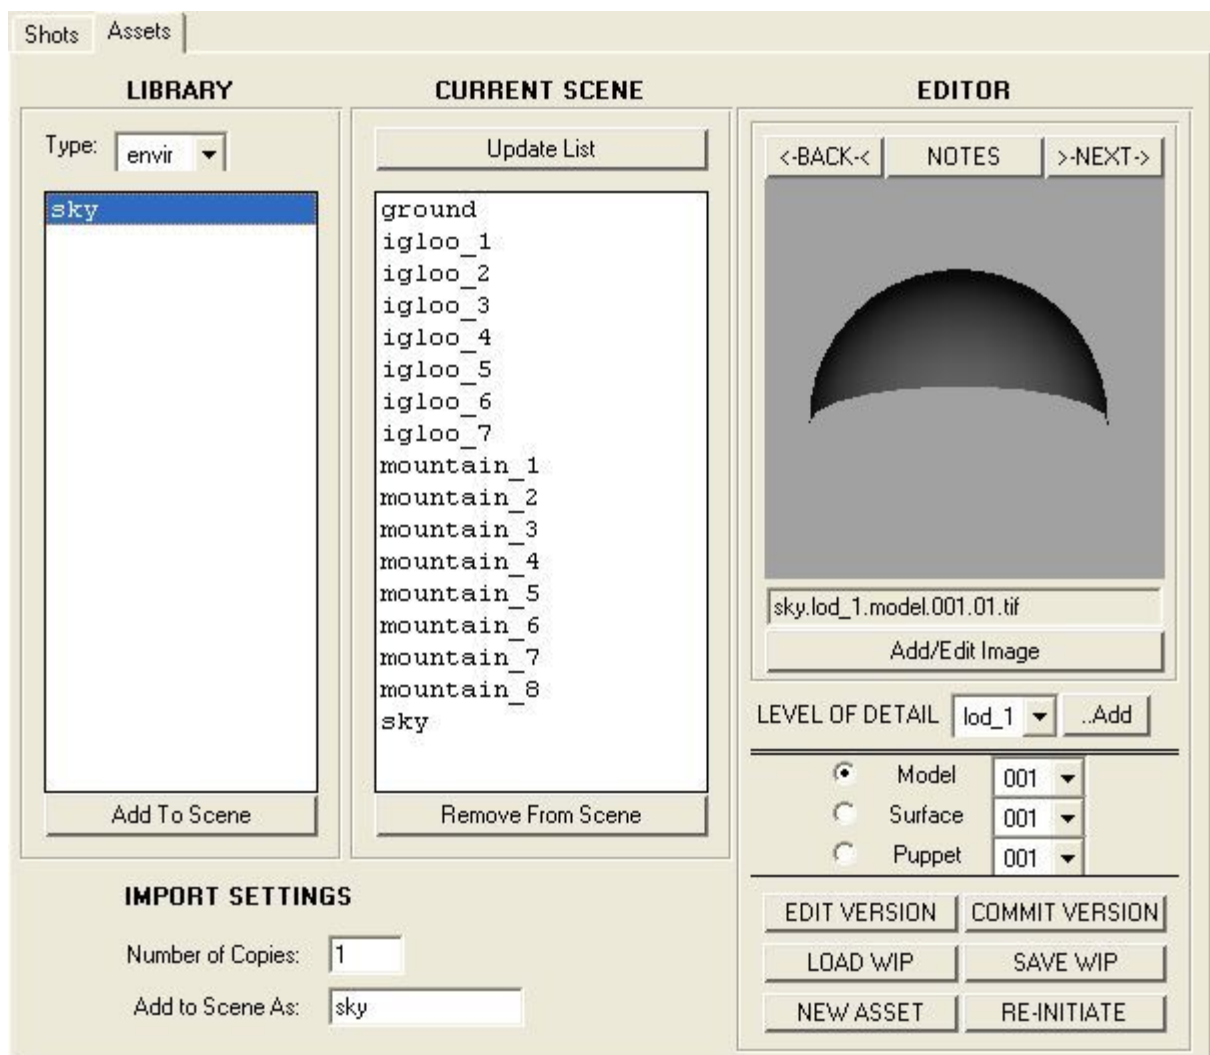 Shots Assets
LIBRARY
Type: envir
sky
Add To Scene
CURRENT SCENE
Update List
ground
igloo_1
igloo_2
igloo_3
igloo_4
igloo_5
igloo_6
igloo_7
mountain_1
mountain_2
mountain_3
mountain_4
mountain_5
mountain_6
mountain_7
mountain_8
sky
Remove From Scene
IMPORT SETTINGS
Number of Copies: 1
Add to Scene As: sky
EDITOR
<-BACK-< NOTES >-NEXT->
sky.lod_1.model.001.01.tif
Add/Edit Image
LEVEL OF DETAIL lod_1 ..Add
Model 001
Surface 001
Puppet 001
EDIT VERSION COMMIT VERSION
LOAD WIP SAVE WIP
NEW ASSET RE-INITIATE